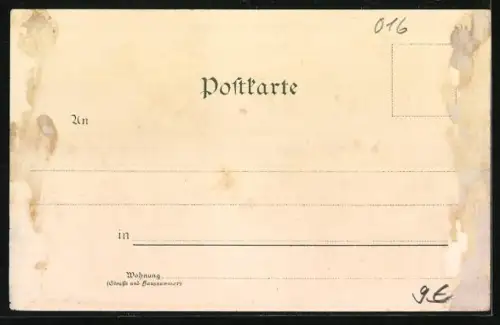 016
Poſtkarte
An
in
Wohnung
(Straße und Hausnummer)
9€